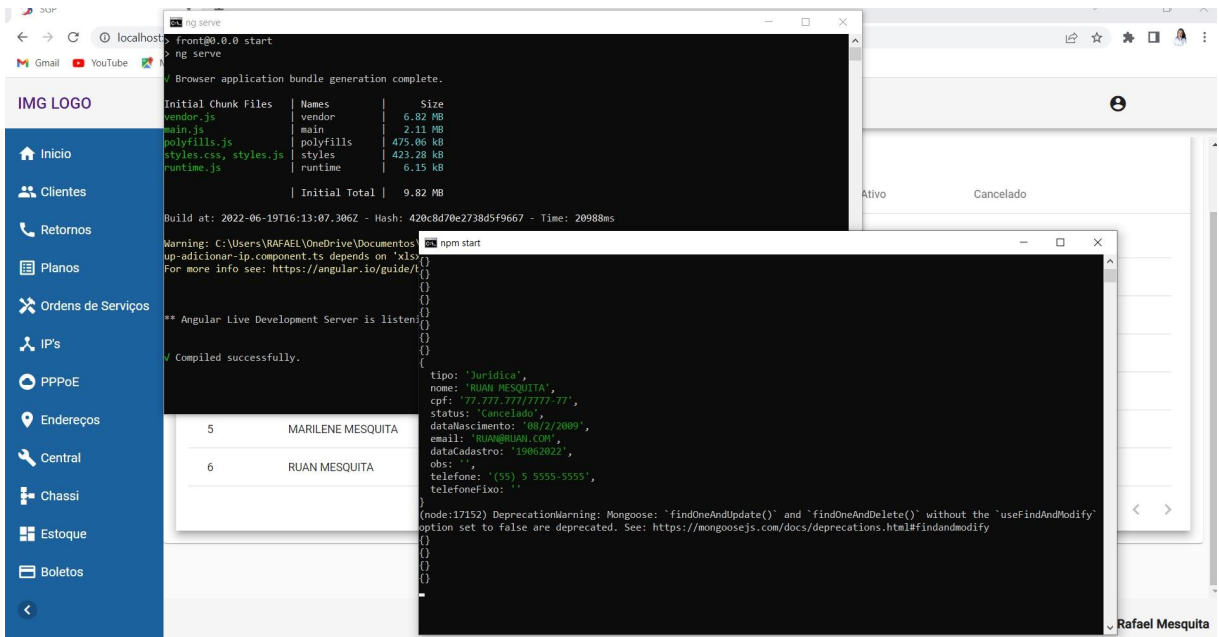 SGP
localhost
Gmail
YouTube
IMG LOGO
Inicio
Clientes
Retornos
Planos
Ordens de Serviços
IP's
PPPoE
Endereços
Central
Chassi
Estoque
Boletos
ng serve
> front@0.0.0 start
> ng serve
√ Browser application bundle generation complete.
Initial Chunk Files | Names | Size
vendor.js | vendor | 6.82 MB
main.js | main | 2.11 MB
polyfills.js | polyfills | 475.06 kB
styles.css, styles.js | styles | 423.28 kB
runtime.js | runtime | 6.15 kB
| Initial Total | 9.82 MB
Build at: 2022-06-19T16:13:07.306Z - Hash: 420c8d70e2738d5f9667 - Time: 20988ms
Warning: C:\Users\RAFAEL\OneDrive\Documentos\
up-adicionar-ip.component.ts depends on 'xls
For more info see: https://angular.io/guide/
** Angular Live Development Server is listeni
√ Compiled successfully.
Ativo Cancelado
5 MARILENE MESQUITA
6 RUAN MESQUITA
npm start
{}
{}
{}
{}
{}
{}
{}
{}
{
tipo: 'Juridica',
nome: 'RUAN MESQUITA',
cpf: '77.777.777/7777-77',
status: 'Cancelado',
dataNascimento: '08/2/2009',
email: 'RUAN@RUAN.COM',
dataCadastro: '19062022',
obs: '',
telefone: '(55) 5 5555-5555',
telefoneFixo: ''
}
(node:17152) DeprecationWarning: Mongoose: `findOneAndUpdate()` and `findOneAndDelete()` without the `useFindAndModify`
option set to false are deprecated. See: https://mongoosejs.com/docs/deprecations.html#findandmodify
{}
{}
{}
{}
Rafael Mesquita